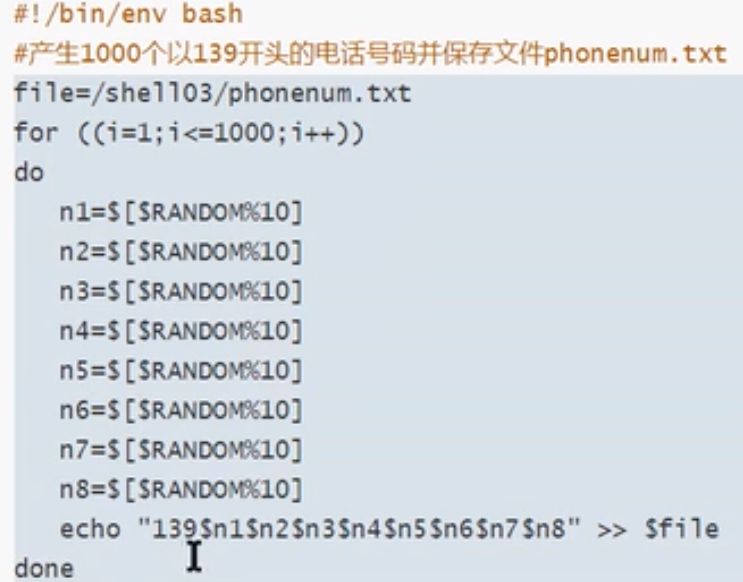 #!/bin/env bash
#产生1000个以139开头的电话号码并保存文件phonenum.txt
file=/shell03/phonenum.txt
for ((i=1;i<=1000;i++))
do
n1=$[$RANDOM%10]
n2=$[$RANDOM%10]
n3=$[$RANDOM%10]
n4=$[$RANDOM%10]
n5=$[$RANDOM%10]
n6=$[$RANDOM%10]
n7=$[$RANDOM%10]
n8=$[$RANDOM%10]
echo "139$n1$n2$n3$n4$n5$n6$n7$n8" >> $file
done